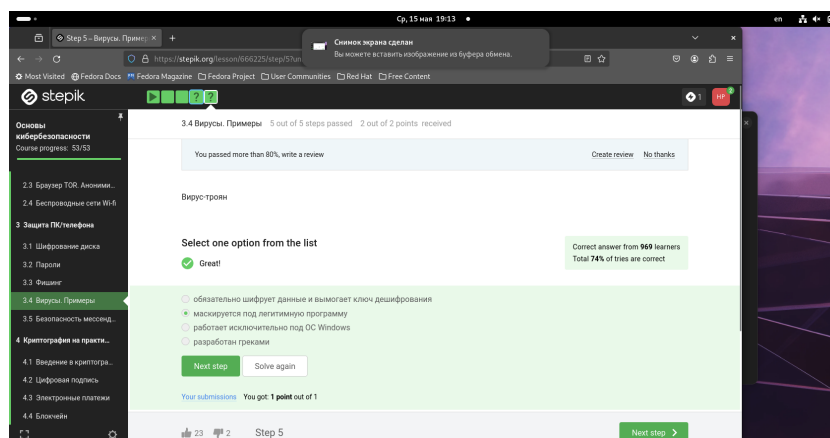 Ср, 15 мая 19:13
en
Step 5 – Вирусы. Пример
Снимок экрана сделан
Вы можете вставить изображение из буфера обмена.
https://stepik.org/lesson/666225/step/5?un
Most Visited Fedora Docs Fedora Magazine Fedora Project User Communities Red Hat Free Content
stepik
? ?
1
HP
2
Основы
кибербезопасности
Course progress: 53/53
3.4 Вирусы. Примеры 5 out of 5 steps passed 2 out of 2 points received
You passed more than 80%, write a review
Create review No thanks
2.3 Браузер TOR. Аноними...
2.4 Беспроводные сети Wi-fi
3 Защита ПК/телефона
3.1 Шифрование диска
3.2 Пароли
3.3 Фишинг
3.4 Вирусы. Примеры
3.5 Безопасность мессенд...
4 Криптография на практи...
4.1 Введение в криптогра...
4.2 Цифровая подпись
4.3 Электронные платежи
4.4 Блокчейн
Вирус-троян
Select one option from the list
Great!
Correct answer from 969 learners
Total 74% of tries are correct
обязательно шифрует данные и вымогает ключ дешифрования
маскируется под легитимную программу
работает исключительно под ОС Windows
разработан греками
Next step
Solve again
Your submissions You got: 1 point out of 1
23 2 Step 5
Next step